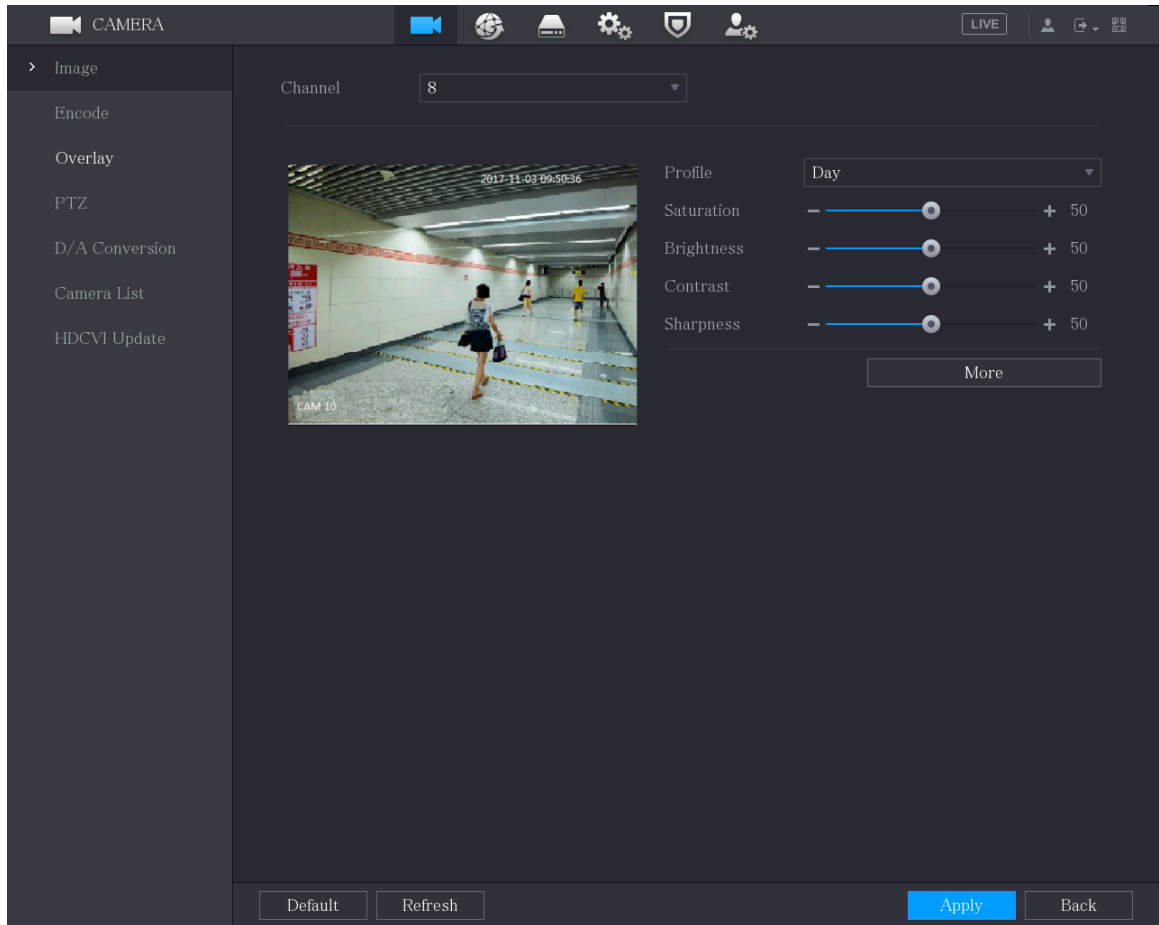 CAMERA
LIVE
Image
Encode
Overlay
PTZ
D/A Conversion
Camera List
HDCVI Update
Channel
8
2017-11-03 09:50:36
CAM 10
Profile
Day
Saturation
50
Brightness
50
Contrast
50
Sharpness
50
More
Default
Refresh
Apply
Back